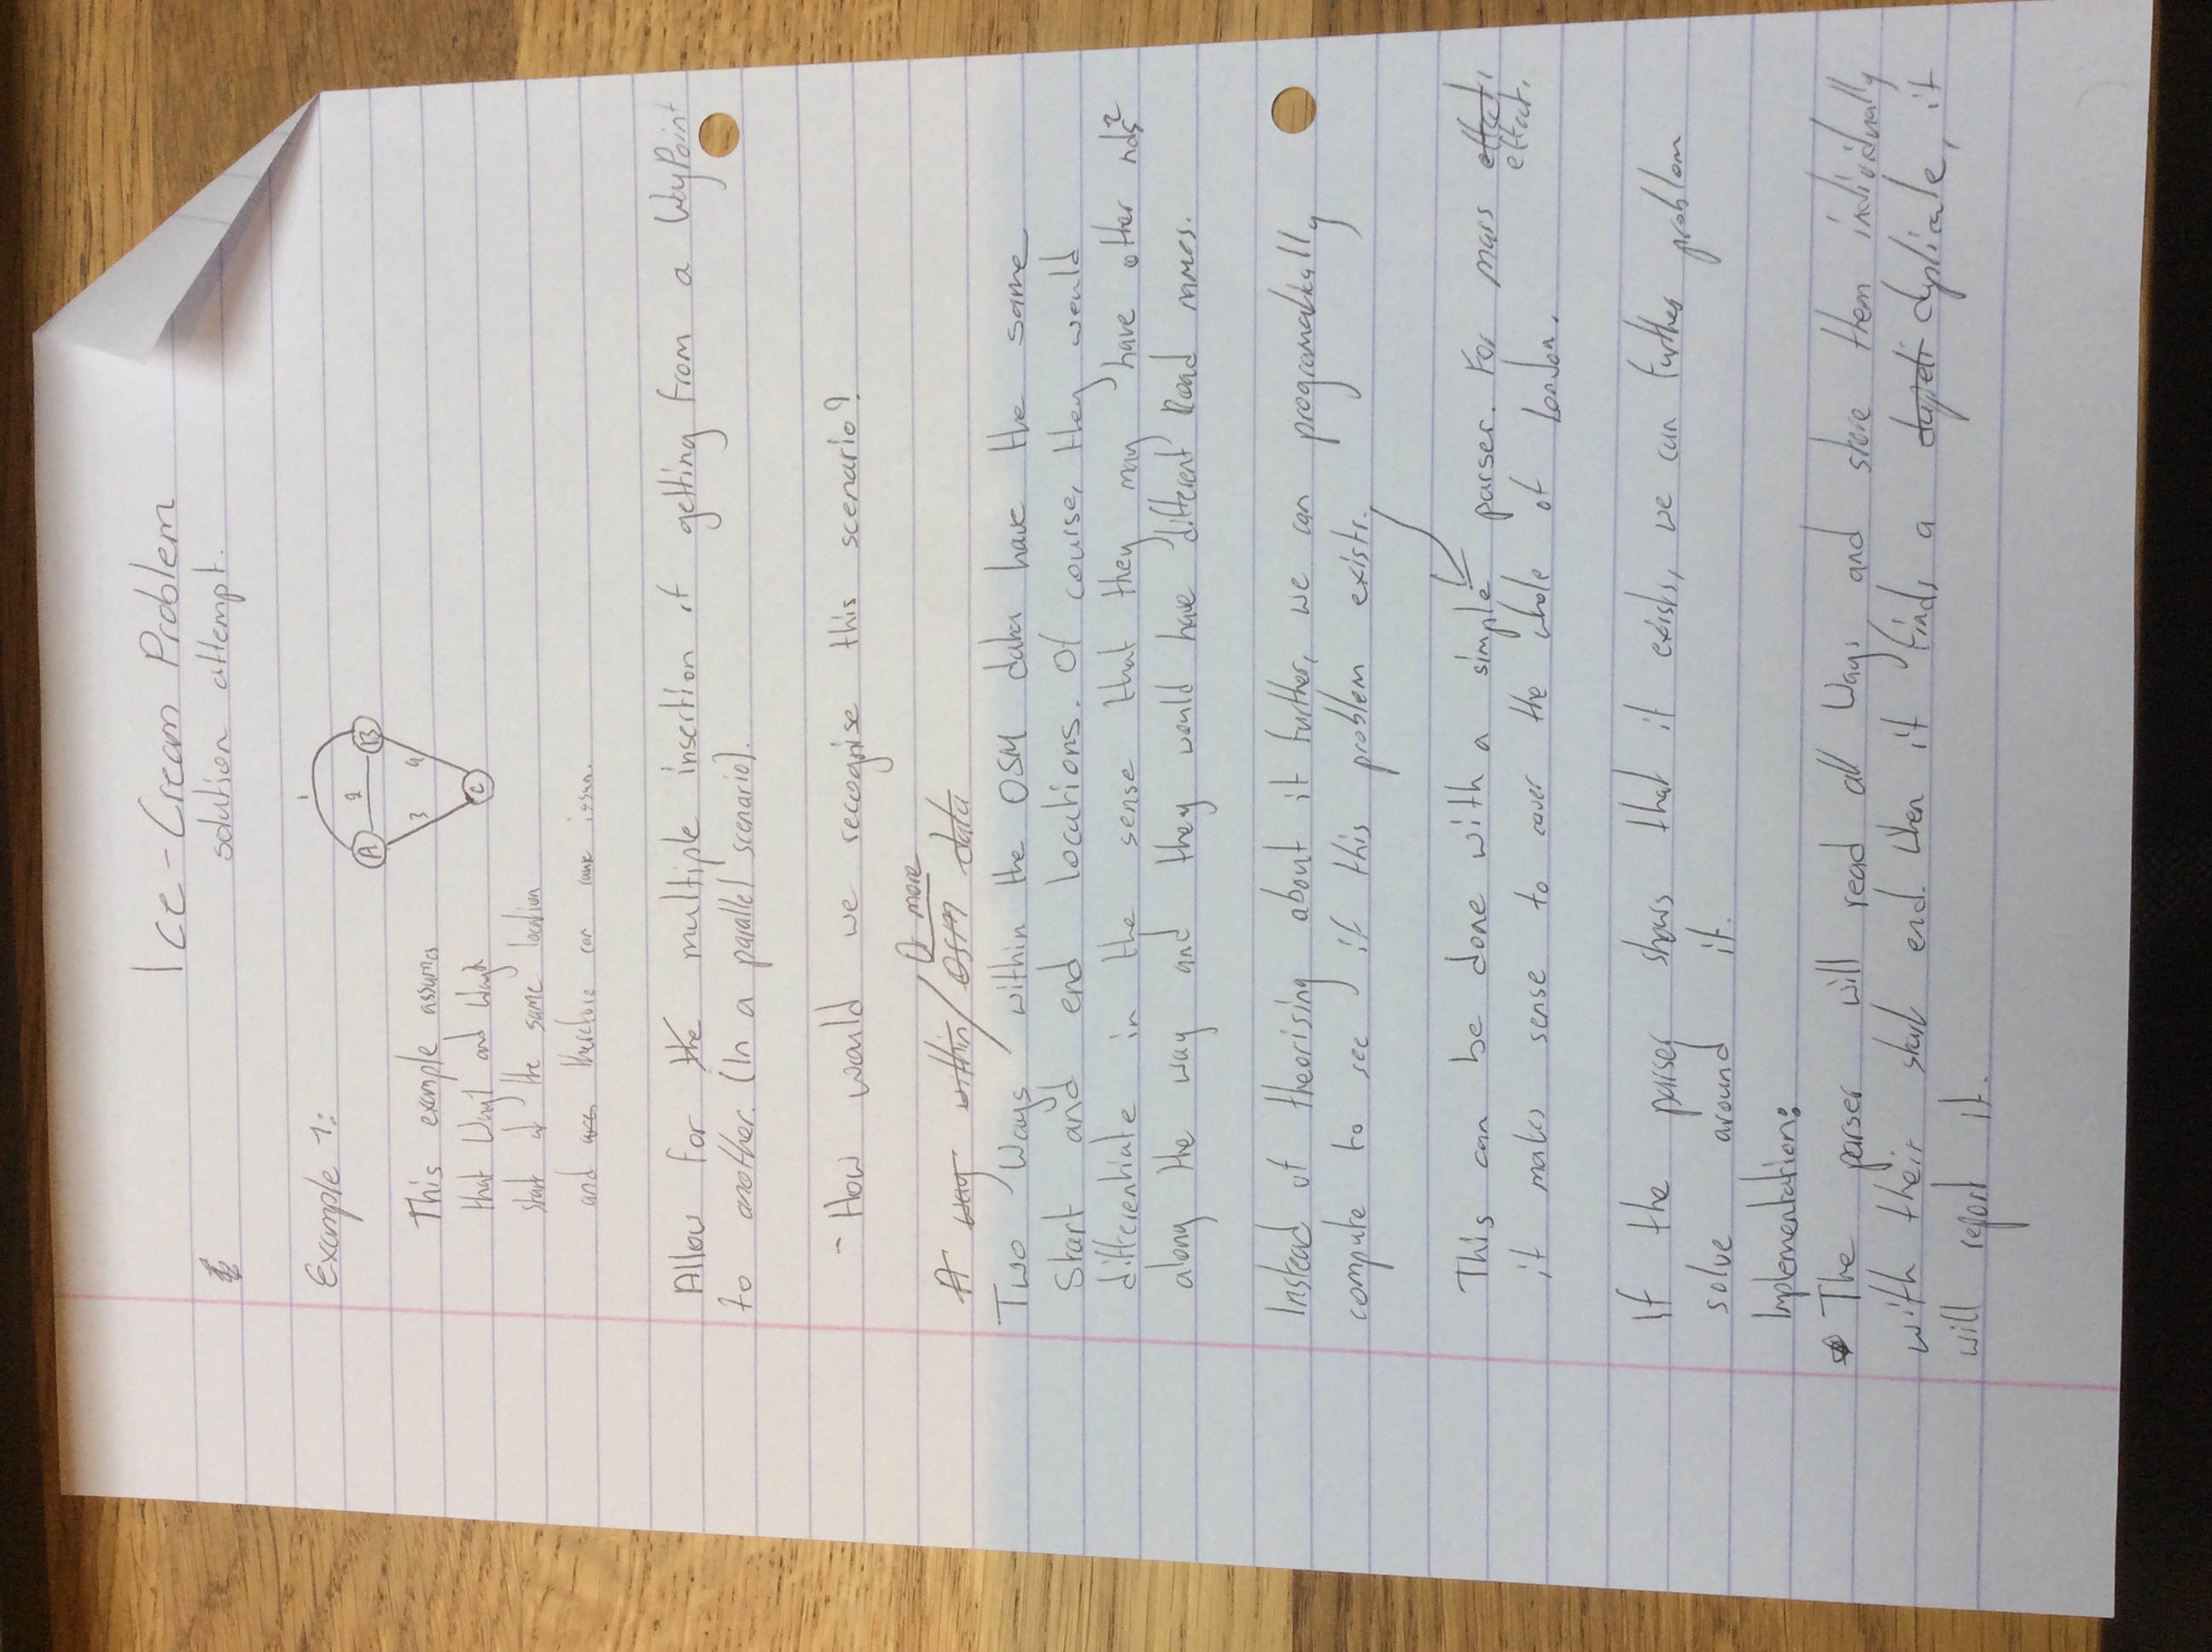 Ice-Cream Problem
solution attempt.
Example 1:
1
A 2 B
3 4
C
This example assumes
that Way1 and Way2
start at the same location
and therefore can cause issues.
Allow for the multiple insertion of getting from a WayPoint
to another. (In a parallel scenario).
- How would we recognise this scenario?
Or more
A way within OSM data
Two Ways within the OSM data have the same
start and end locations. Of course, they would
differentiate in the sense that they may have other nds?
along the way and they would have different Road names.
Instead of theorising about it further, we can programatically
compute to see if this problem exists.
This can be done with a simple parser. For mass effect,
effect,
it makes sense to cover the whole of London.
If the parser shows that it exists, we can further problem
solve around it.
Implementation:
The parser will read all Ways and store them individually
with their start end. When it finds a duplicate, it
will report it.